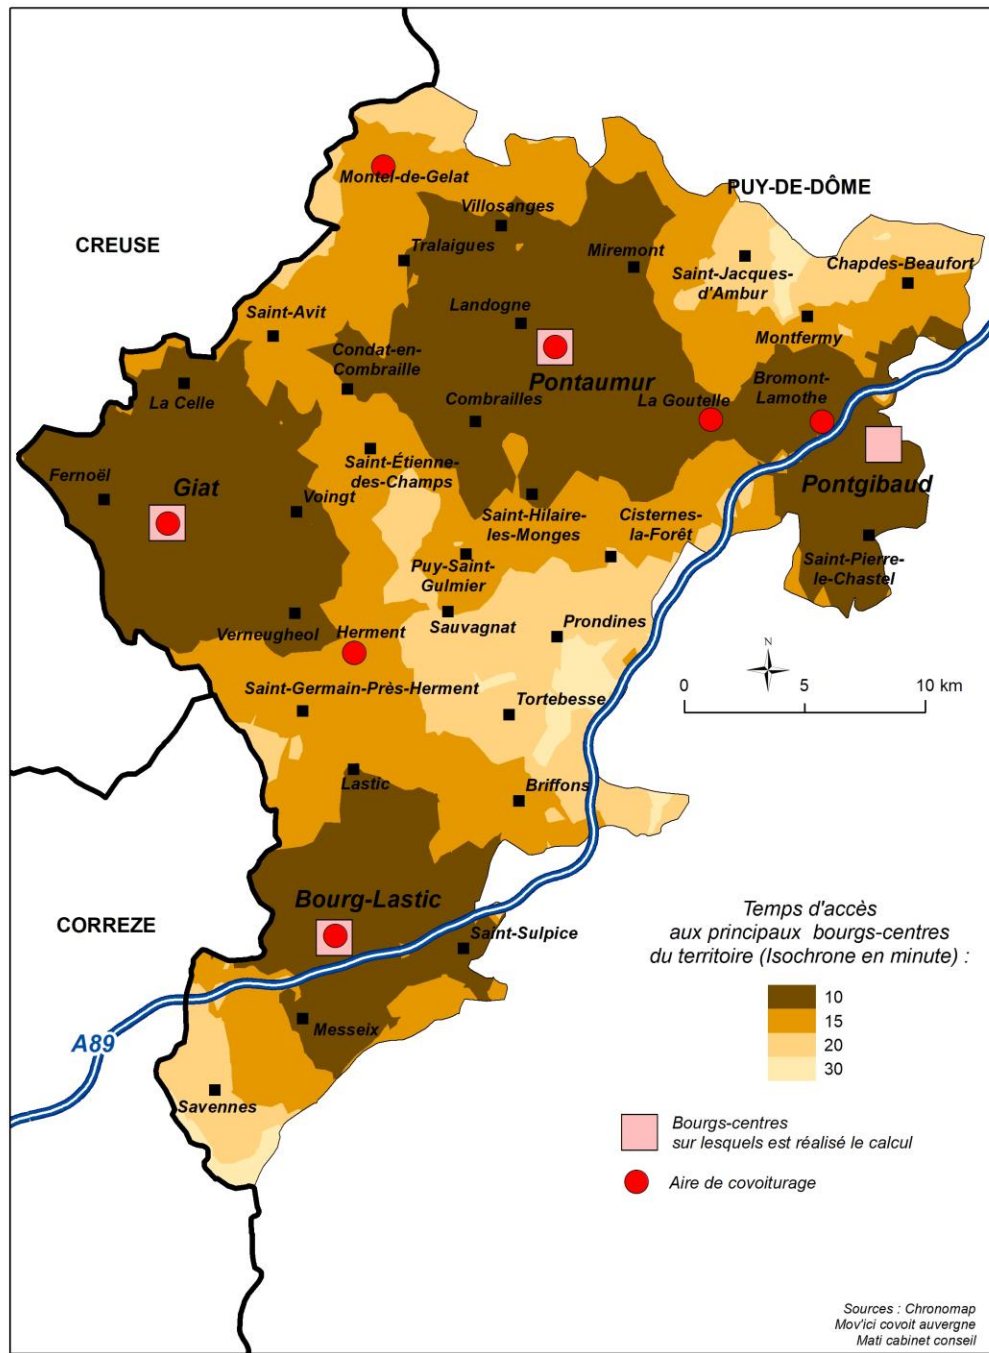 PUY-DE-DÔME
CREUSE
Montel-de-Gelat
Villosanges
Tralaigues
Miremont
Saint-Jacques-
d'Ambur
Chapdes-Beaufort
Saint-Avit
Landogne
Montfermy
Condat-en-
Combraille
Pontaumur
La Celle
Combrailles
La Goutelle
Bromont-
Lamothe
Fernoël
Giat
Saint-Étienne-
des-Champs
Voingt
Pontgibaud
Saint-Hilaire-
les-Monges
Cisternes-
la-Forêt
Saint-Pierre-
le-Chastel
Puy-Saint-
Gulmier
Sauvagnat
Prondines
Verneugheol
Herment
N
0 5 10 km
Saint-Germain-Près-Herment
Tortebesse
Lastic
Briffons
Bourg-Lastic
CORREZE
Saint-Sulpice
Messeix
A89
Savennes
Temps d'accès
aux principaux bourgs-centres
du territoire (Isochrone en minute) :
10
15
20
30
Bourgs-centres
sur lesquels est réalisé le calcul
Aire de covoiturage
Sources : Chronomap
Mov'ici covoit auvergne
Mati cabinet conseil